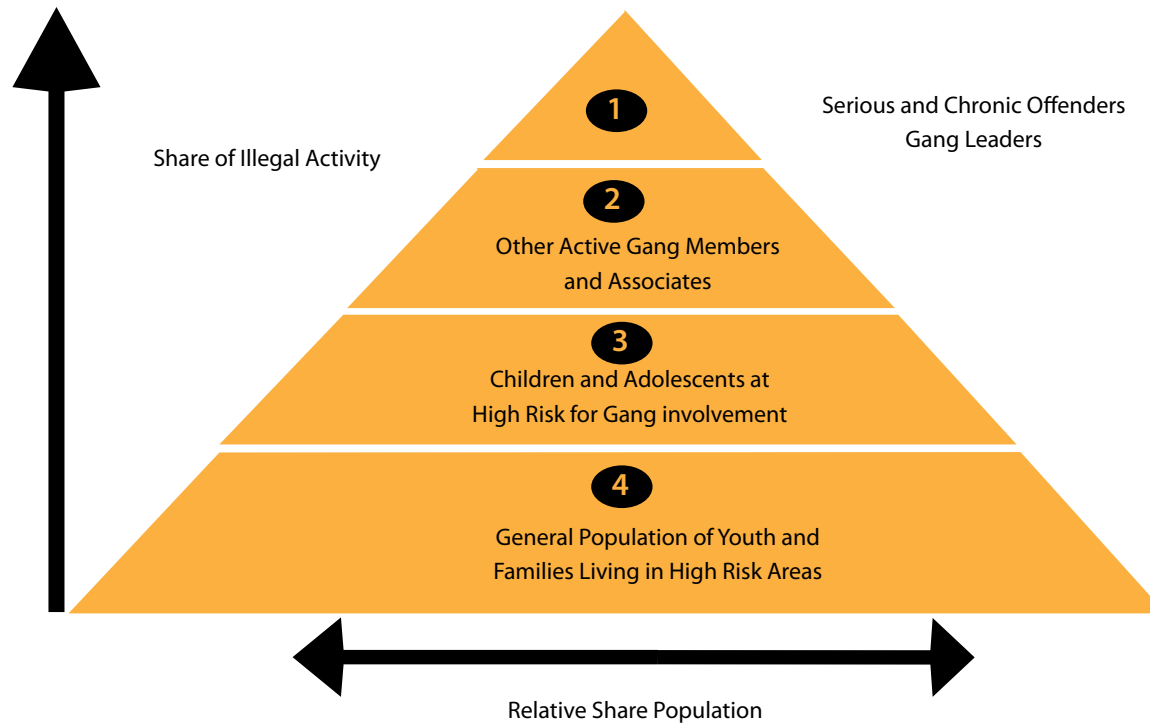 1
Serious and Chronic Offenders
Gang Leaders
Share of Illegal Activity
2
Other Active Gang Members
and Associates
3
Children and Adolescents at
High Risk for Gang involvement
4
General Population of Youth and
Families Living in High Risk Areas
Relative Share Population